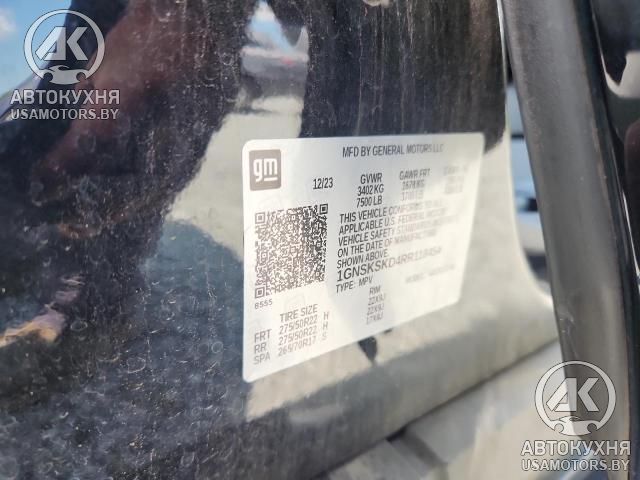 АВТОКУХНЯ
USAMOTORS.BY
gm
MFD BY GENERAL MOTORS LLC
12/23 GVWR GAWR FRT
3402 KG 1678 KG
7500 LB
THIS VEHICLE CONFORMS TO ALL
APPLICABLE U.S. FEDERAL MOTOR
VEHICLE SAFETY STANDARDS IN EFFECT
ON THE DATE OF MANUFACTURE
SHOWN ABOVE.
1GNSKSKD4RR118454
TYPE: MPV
8555
TIRE SIZE RIM
FRT 275/50R22 H 22X9J
RR 275/50R22 H 22X9J
SPA 265/70R17 S 17X8J
АВТОКУХНЯ
USAMOTORS.BY